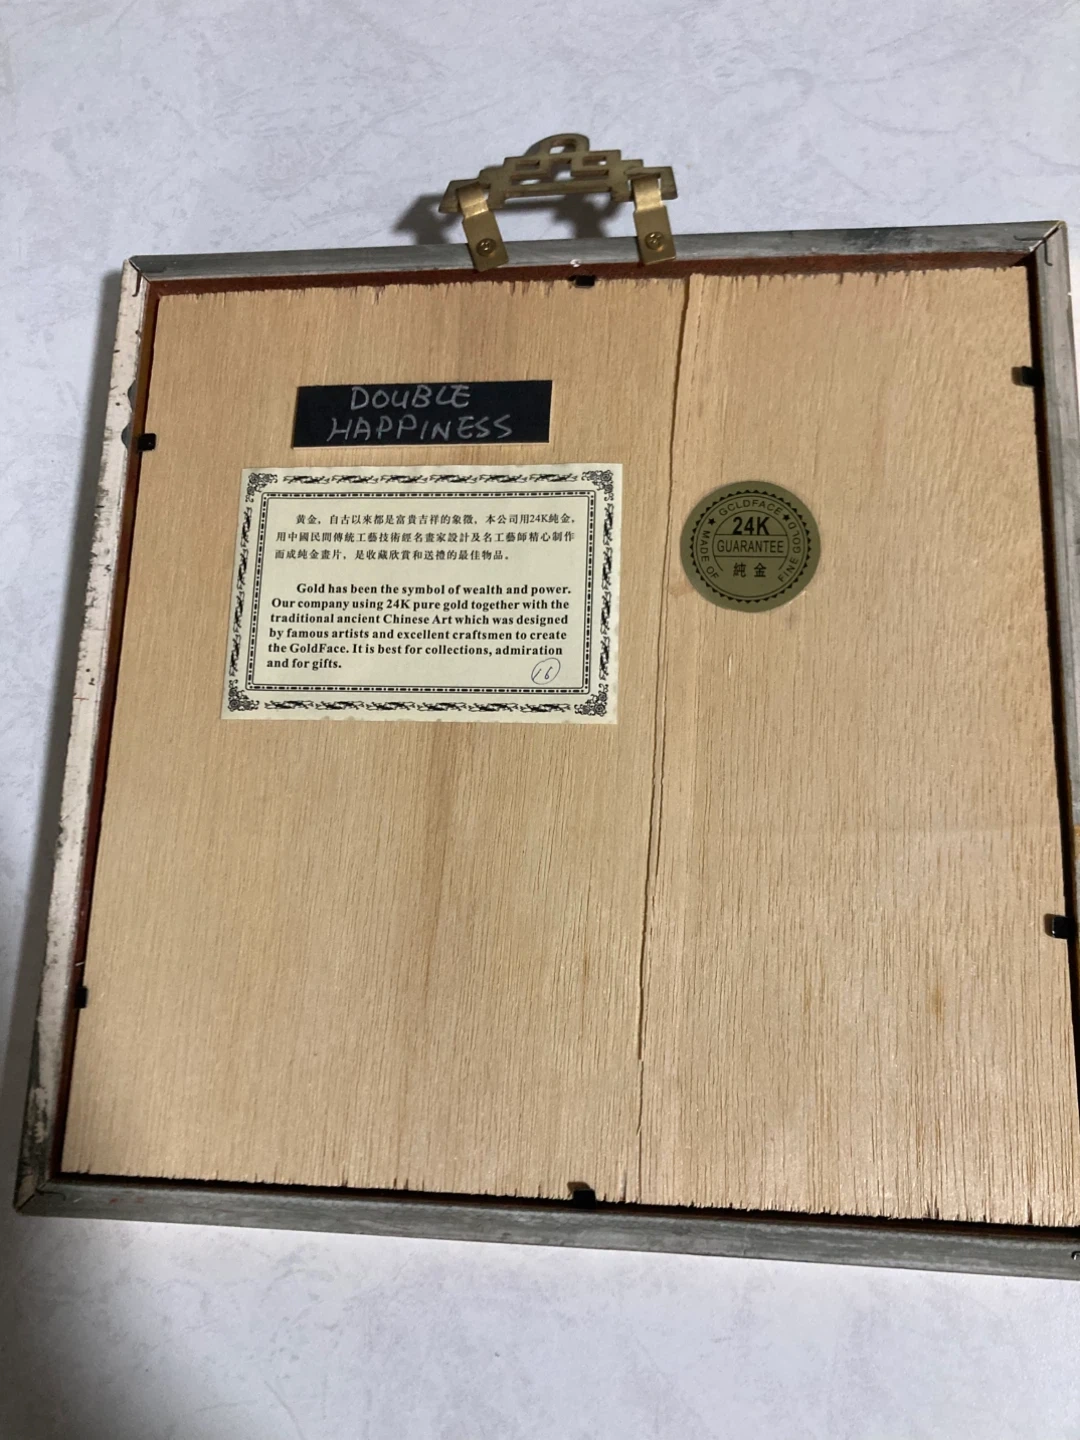 DOUBLE
HAPPINESS
黃金，自古以來都是富貴吉祥的象徵，本公司用24K純金，
用中國民間傳統工藝技術經名畫家設計及名工藝師精心制作
而成純金畫片，是收藏欣賞和送禮的最佳物品。
Gold has been the symbol of wealth and power.
Our company using 24K pure gold together with the
traditional ancient Chinese Art which was designed
by famous artists and excellent craftsmen to create
the GoldFace. It is best for collections, admiration
and for gifts.
16
GOLDFACE
24K
GUARANTEE
純金
MADE OF FINE GOLD